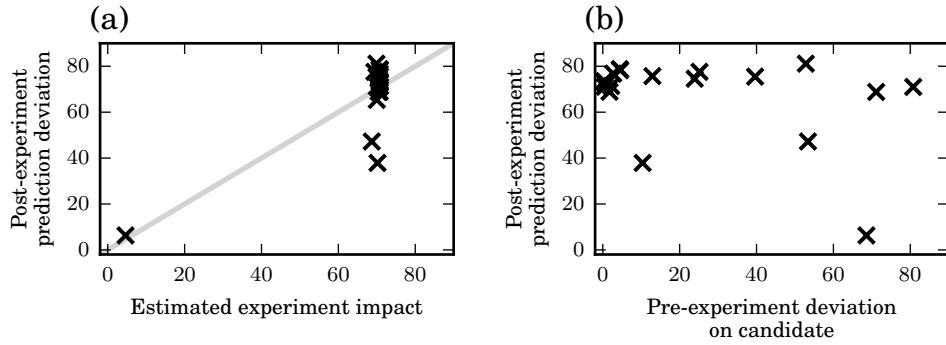 (a)
Post-experiment
prediction deviation
80
60
40
20
0
0 20 40 60 80
Estimated experiment impact
(b)
Post-experiment
prediction deviation
80
60
40
20
0
0 20 40 60 80
Pre-experiment deviation
on candidate